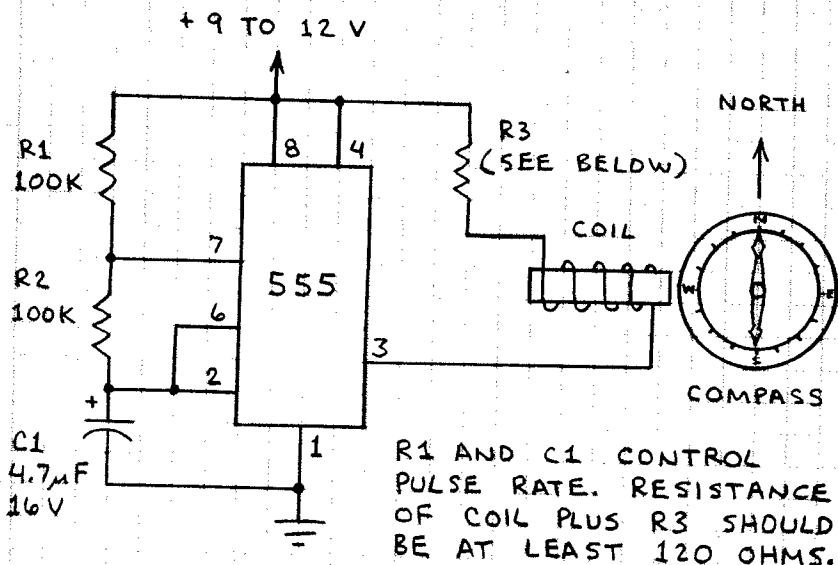 + 9 TO 12 V
NORTH
R1
100K
8
4
R3
(SEE BELOW)
7
COIL
R2
100K
555
6
3
2
N
W
E
S
COMPASS
+
C1
4.7μF
16V
1
R1 AND C1 CONTROL
PULSE RATE. RESISTANCE
OF COIL PLUS R3 SHOULD
BE AT LEAST 120 OHMS.